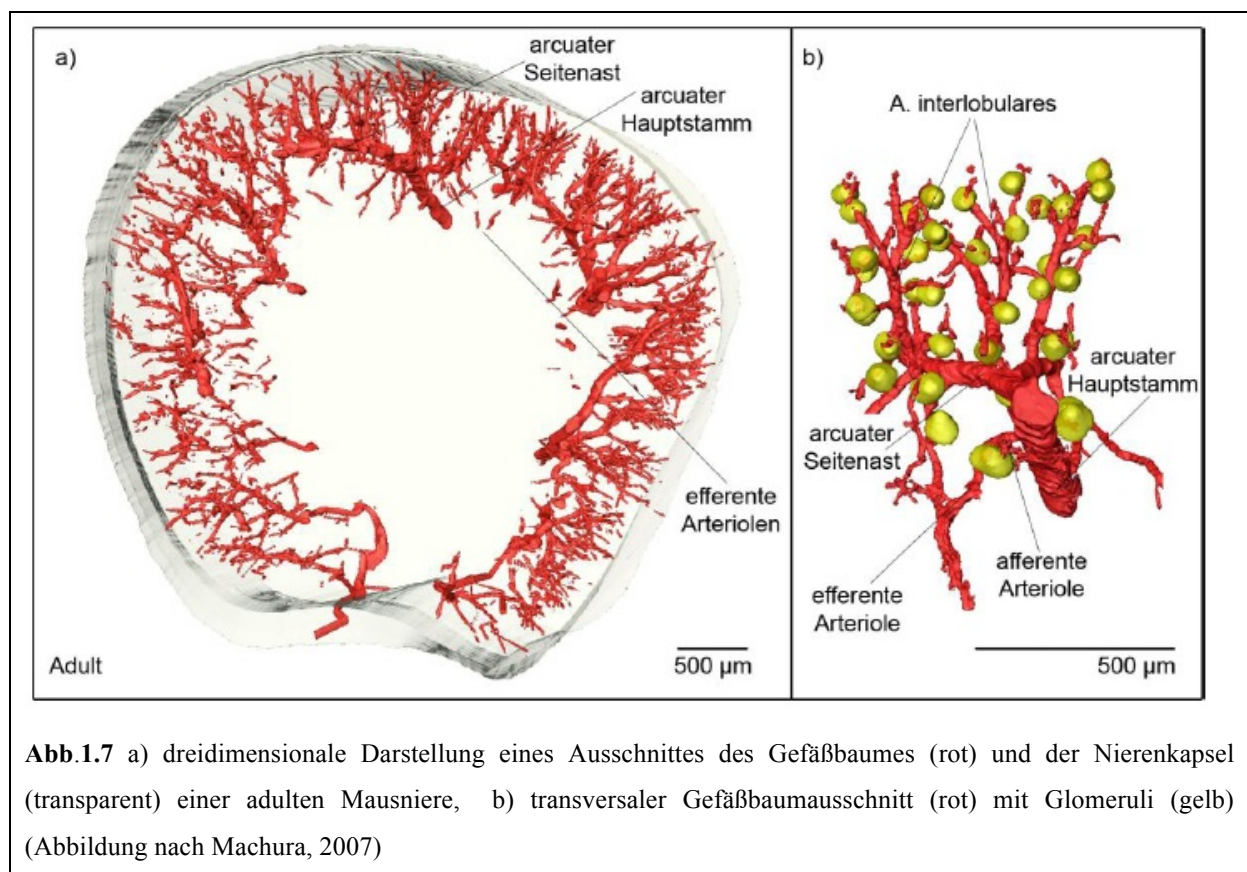 a)
arcuater
Seitenast
arcuater
Hauptstamm
efferente
Arteriolen
Adult
500 µm
b)
A. interlobulares
arcuater
Hauptstamm
arcuater
Seitenast
afferente
Arteriole
efferente
Arteriole
500 µm
Abb.1.7 a) dreidimensionale Darstellung eines Ausschnittes des Gefäßbaumes (rot) und der Nierenkapsel
(transparent) einer adulten Mausniere, b) transversaler Gefäßbaumausschnitt (rot) mit Glomeruli (gelb)
(Abbildung nach Machura, 2007)